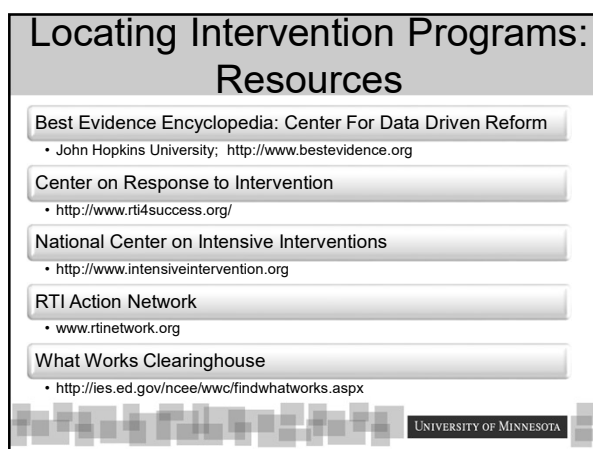 Locating Intervention Programs:
Resources
Best Evidence Encyclopedia: Center For Data Driven Reform
• John Hopkins University; http://www.bestevidence.org
Center on Response to Intervention
• http://www.rti4success.org/
National Center on Intensive Interventions
• http://www.intensiveintervention.org
RTI Action Network
• www.rtinetwork.org
What Works Clearinghouse
• http://ies.ed.gov/ncee/wwc/findwhatworks.aspx
UNIVERSITY OF MINNESOTA